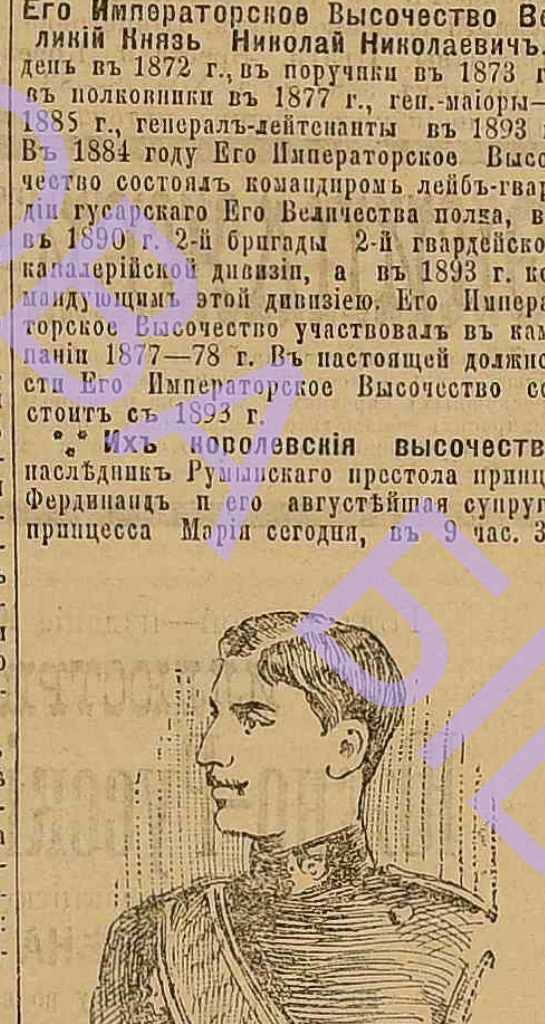 Его Императорское Высочество Ве
ликій Князь Николай Николаевичъ.
день въ 1872 г., въ поручики въ 1873 г
въ полковники въ 1877 г., ген.-маіоры—
1885 г., генералъ-лейтенанты въ 1893 г
Въ 1884 году Его Императорское Высо
чество состоялъ командиромъ лейбъ-гвар
діи гусарскаго Его Величества полка, в
въ 1890 г. 2-й бригады 2-й гвардейско
кавалерійской дивизіи, а въ 1893 г. ко
мандующимъ этой дивизіею. Его Импера
торское Высочество участвовалъ въ кам
паніи 1877—78 г. Въ настоящей должно
сти Его Императорское Высочество со
стоитъ съ 1893 г.
*** Ихъ королевскія высочеств
наслѣдникъ Румынскаго престола принц
Фердинандъ и его августѣйшая супруг
принцесса Марія сегодня, въ 9 час. 3